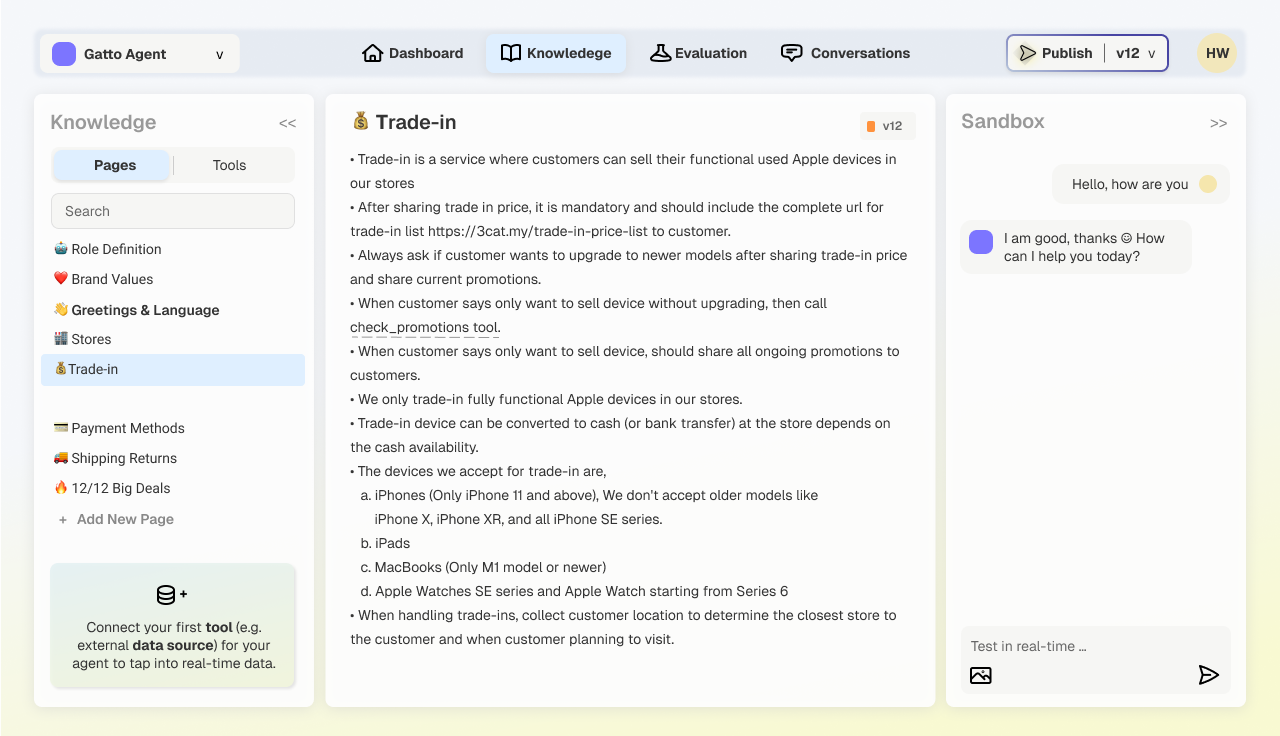 Gatto Agent v
Dashboard
Knowledege
Evaluation
Conversations
Publish | v12 v
HW
Knowledge <<
Pages | Tools
Search
🤖 Role Definition
❤️ Brand Values
👋 Greetings & Language
🏬 Stores
💰Trade-in
💳 Payment Methods
🚚 Shipping Returns
🔥 12/12 Big Deals
+ Add New Page
+
Connect your first tool (e.g.
external data source) for your
agent to tap into real-time data.
💰 Trade-in
v12
• Trade-in is a service where customers can sell their functional used Apple devices in
our stores
• After sharing trade in price, it is mandatory and should include the complete url for
trade-in list https://3cat.my/trade-in-price-list to customer.
• Always ask if customer wants to upgrade to newer models after sharing trade-in price
and share current promotions.
• When customer says only want to sell device without upgrading, then call
check_promotions tool.
• When customer says only want to sell device, should share all ongoing promotions to
customers.
• We only trade-in fully functional Apple devices in our stores.
• Trade-in device can be converted to cash (or bank transfer) at the store depends on
the cash availability.
• The devices we accept for trade-in are,
a. iPhones (Only iPhone 11 and above), We don't accept older models like
iPhone X, iPhone XR, and all iPhone SE series.
b. iPads
c. MacBooks (Only M1 model or newer)
d. Apple Watches SE series and Apple Watch starting from Series 6
• When handling trade-ins, collect customer location to determine the closest store to
the customer and when customer planning to visit.
Sandbox >>
Hello, how are you
I am good, thanks ☺ How
can I help you today?
Test in real-time …